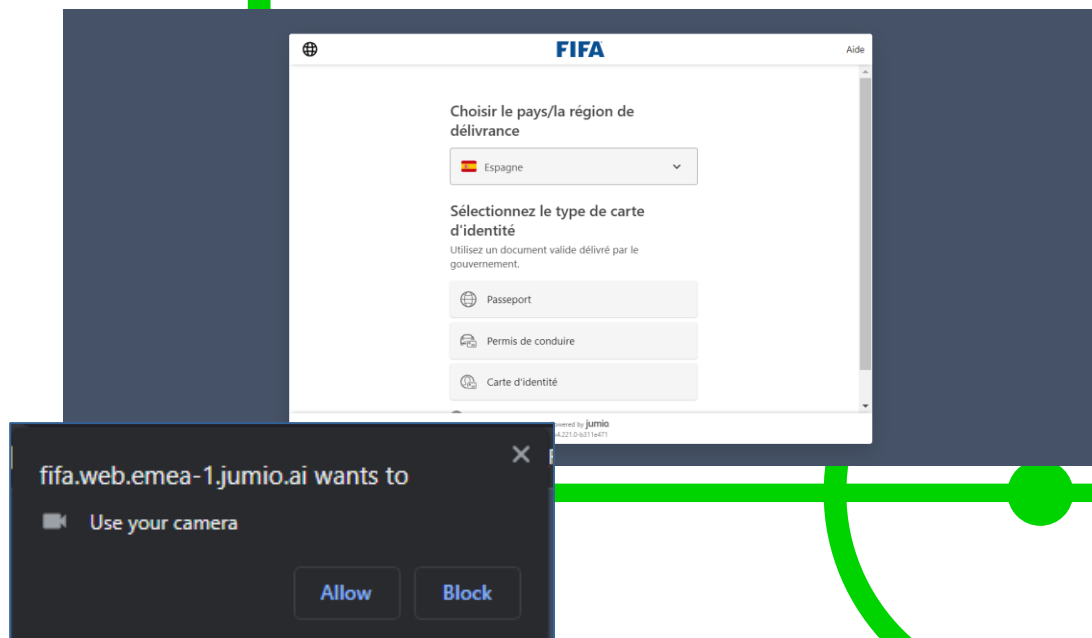 FIFA
Aide
Choisir le pays/la région de
délivrance
Espagne
Sélectionnez le type de carte
d'identité
Utilisez un document valide délivré par le
gouvernement.
Passeport
Permis de conduire
Carte d'identité
by jumio
fifa.web.emea-1.jumio.ai wants to
Use your camera
Allow
Block